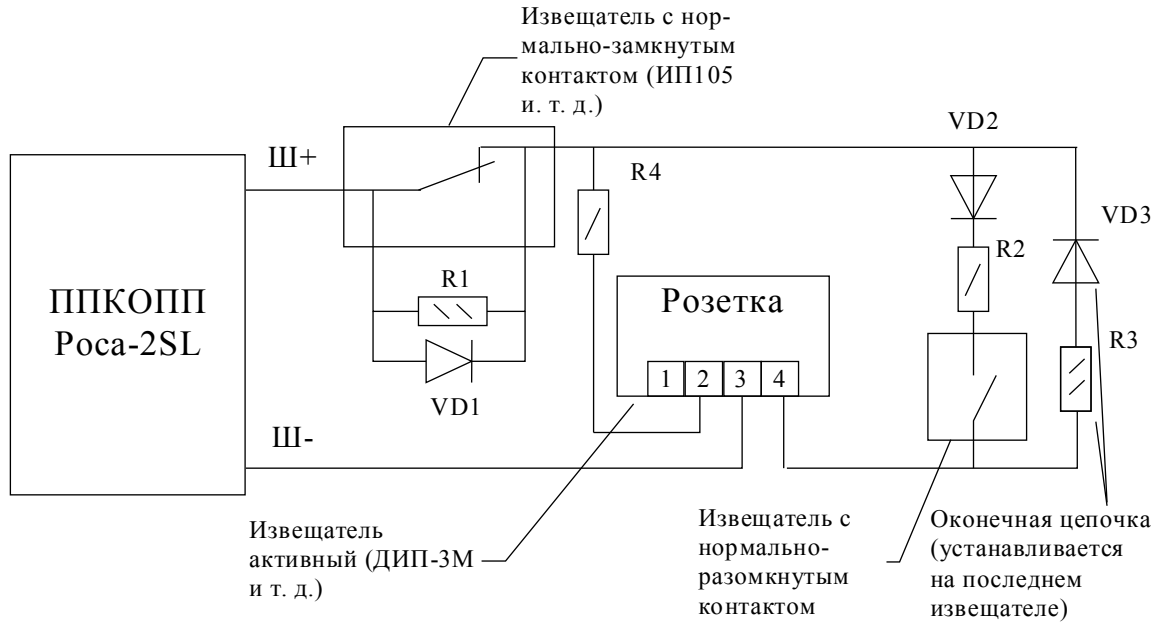 Извещатель с нор-
мально-замкнутым
контактом (ИП105
и. т. д.)
VD2
Ш+
R4
VD3
R2
R1
ППКОПП
Роса-2SL
Розетка
R3
1 2 3 4
VD1
Ш-
Извещатель
активный (ДИП-3М
и т. д.)
Извещатель с
нормально-
разомкнутым
контактом
Оконечная цепочка
(устанавливается
на последнем
извещателе)